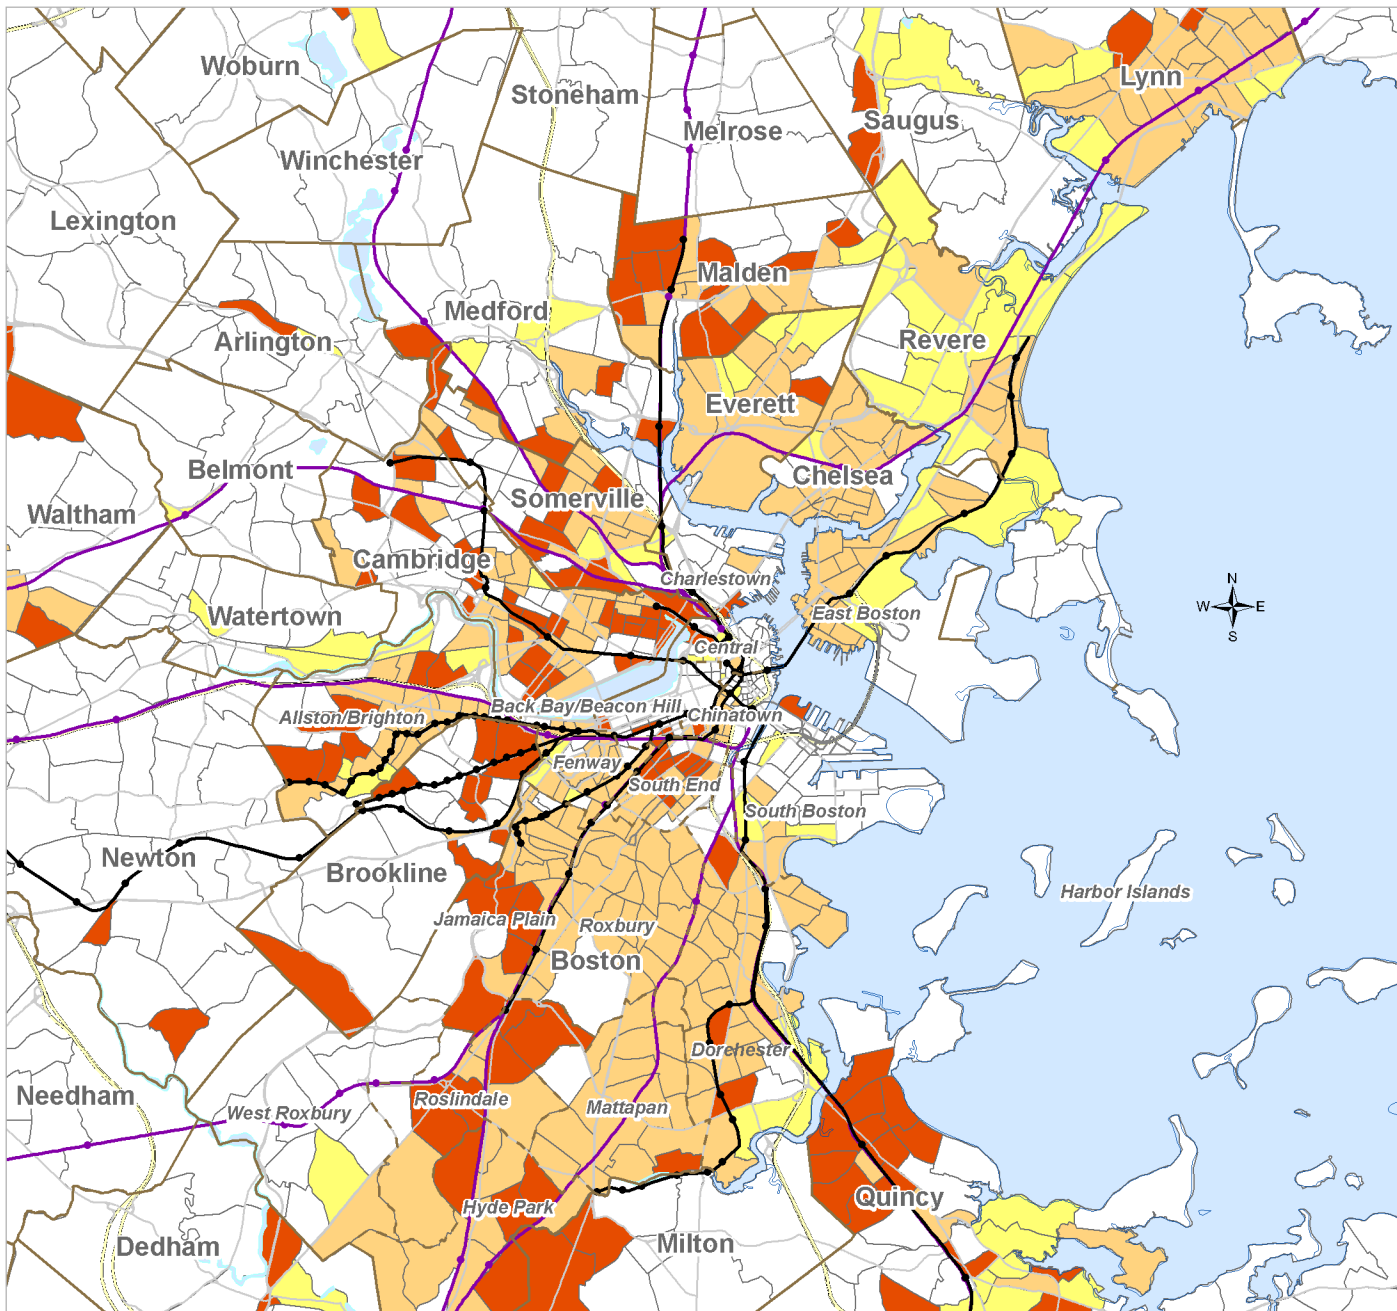 Woburn
Stoneham
Lynn
Melrose
Saugus
Winchester
Lexington
Malden
Medford
Arlington
Revere
Everett
Belmont
Chelsea
Somerville
Waltham
Cambridge
Charlestown
N
W E
S
Watertown
East Boston
Central
Back Bay/Beacon Hill
Allston/Brighton
Chinatown
Fenway
South End
South Boston
Newton
Brookline
Harbor Islands
Jamaica Plain
Roxbury
Boston
Dorchester
Needham
Roslindale
West Roxbury
Mattapan
Quincy
Hyde Park
Dedham
Milton